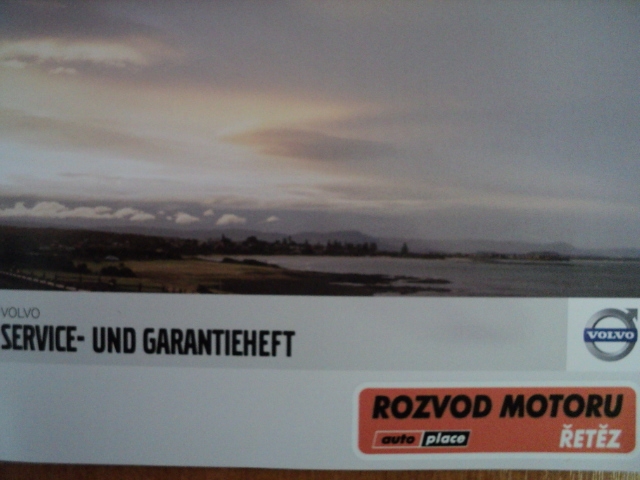 VOLVO
SERVICE- UND GARANTIEHEFT
VOLVO
ROZVOD MOTORU
auto place
ŘETĚZ